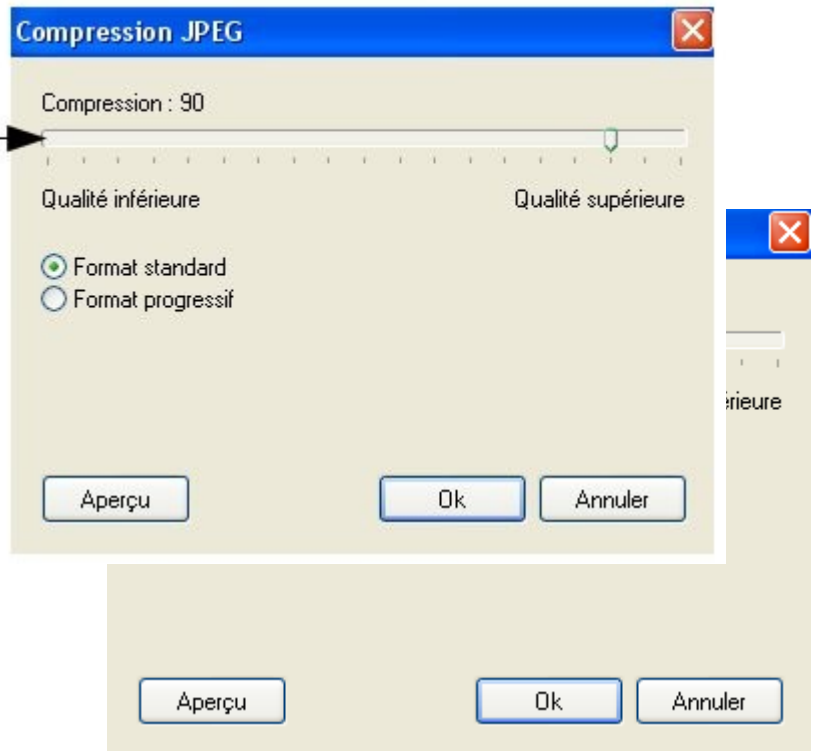 Compression JPEG
Compression : 90
Qualité inférieure Qualité supérieure
Format standard
Format progressif
Aperçu Ok Annuler
érieure
Aperçu Ok Annuler